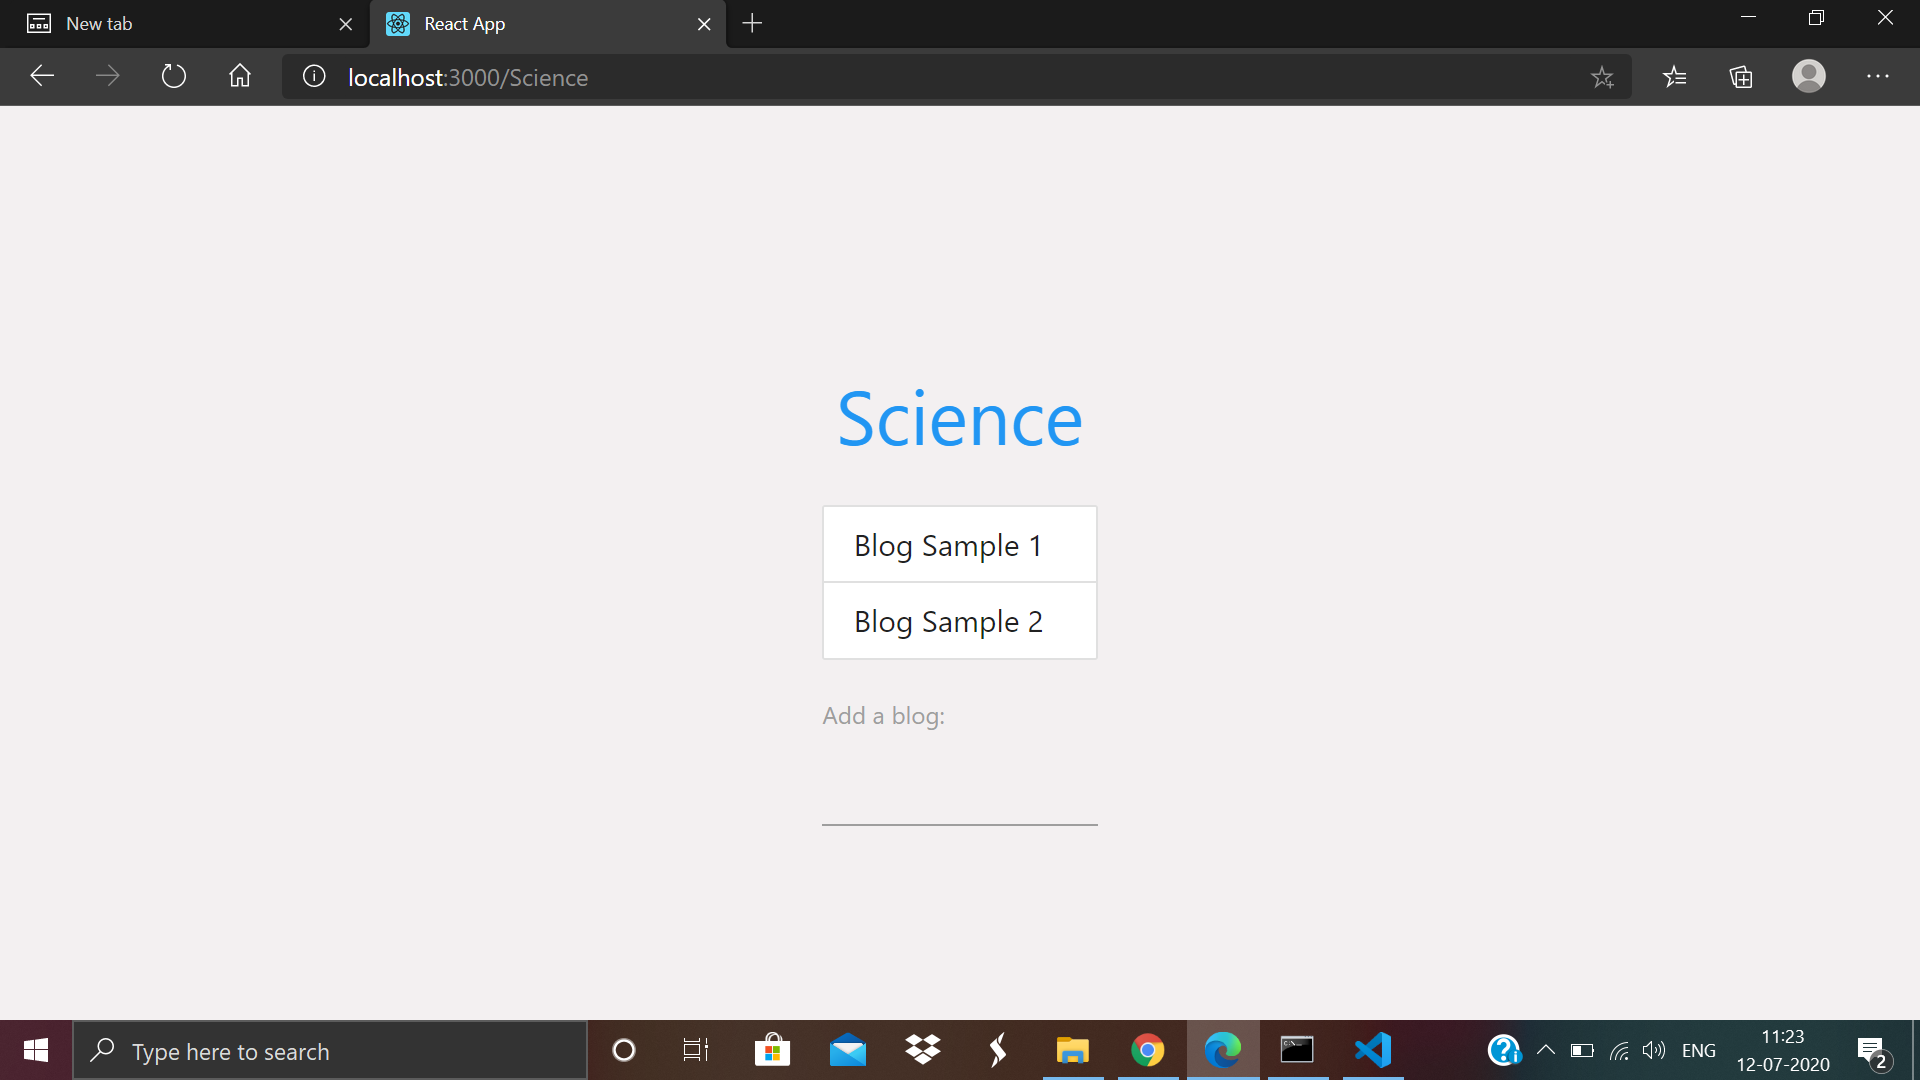 New tab
React App
localhost:3000/Science
Science
Blog Sample 1
Blog Sample 2
Add a blog:
Type here to search
ENG
11:23
12-07-2020
2